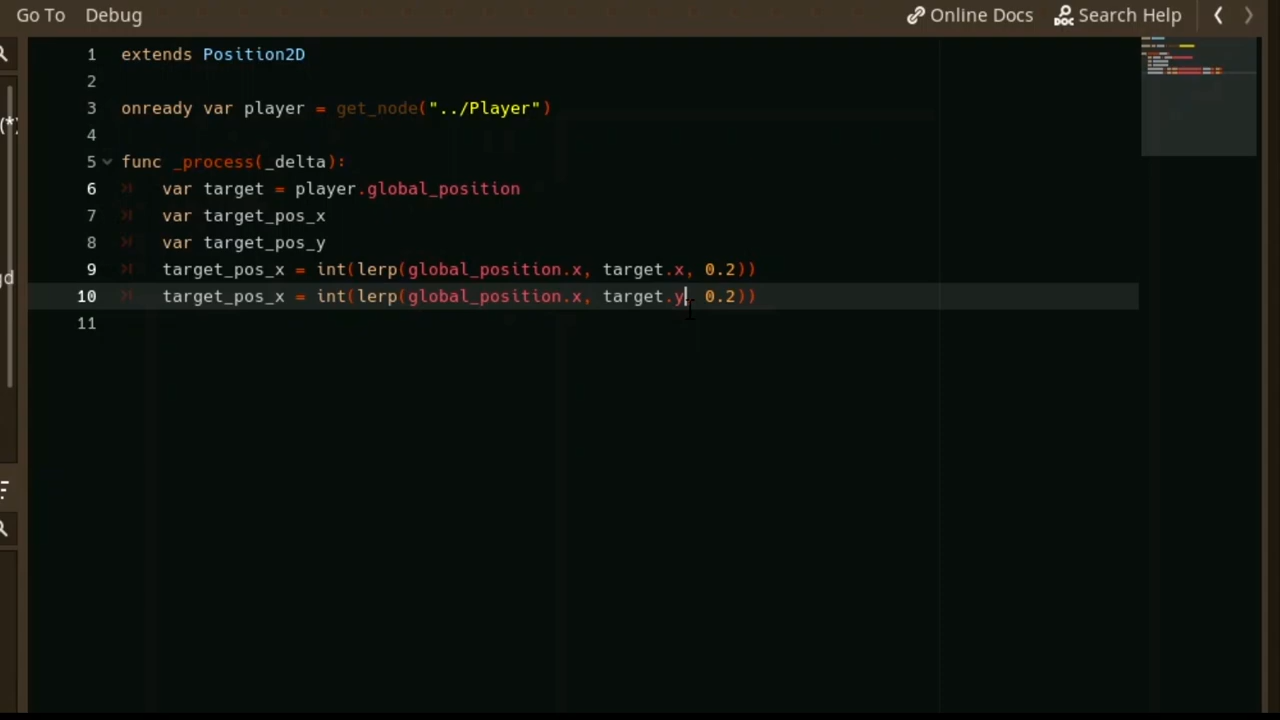 Go To Debug Online Docs Search Help
1 extends Position2D
2
3 onready var player = get_node("../Player")
4
(*)
5 func _process(_delta):
6 var target = player.global_position
7 var target_pos_x
8 var target_pos_y
gd
9 target_pos_x = int(lerp(global_position.x, target.x, 0.2))
10 target_pos_x = int(lerp(global_position.x, target.y, 0.2))
11